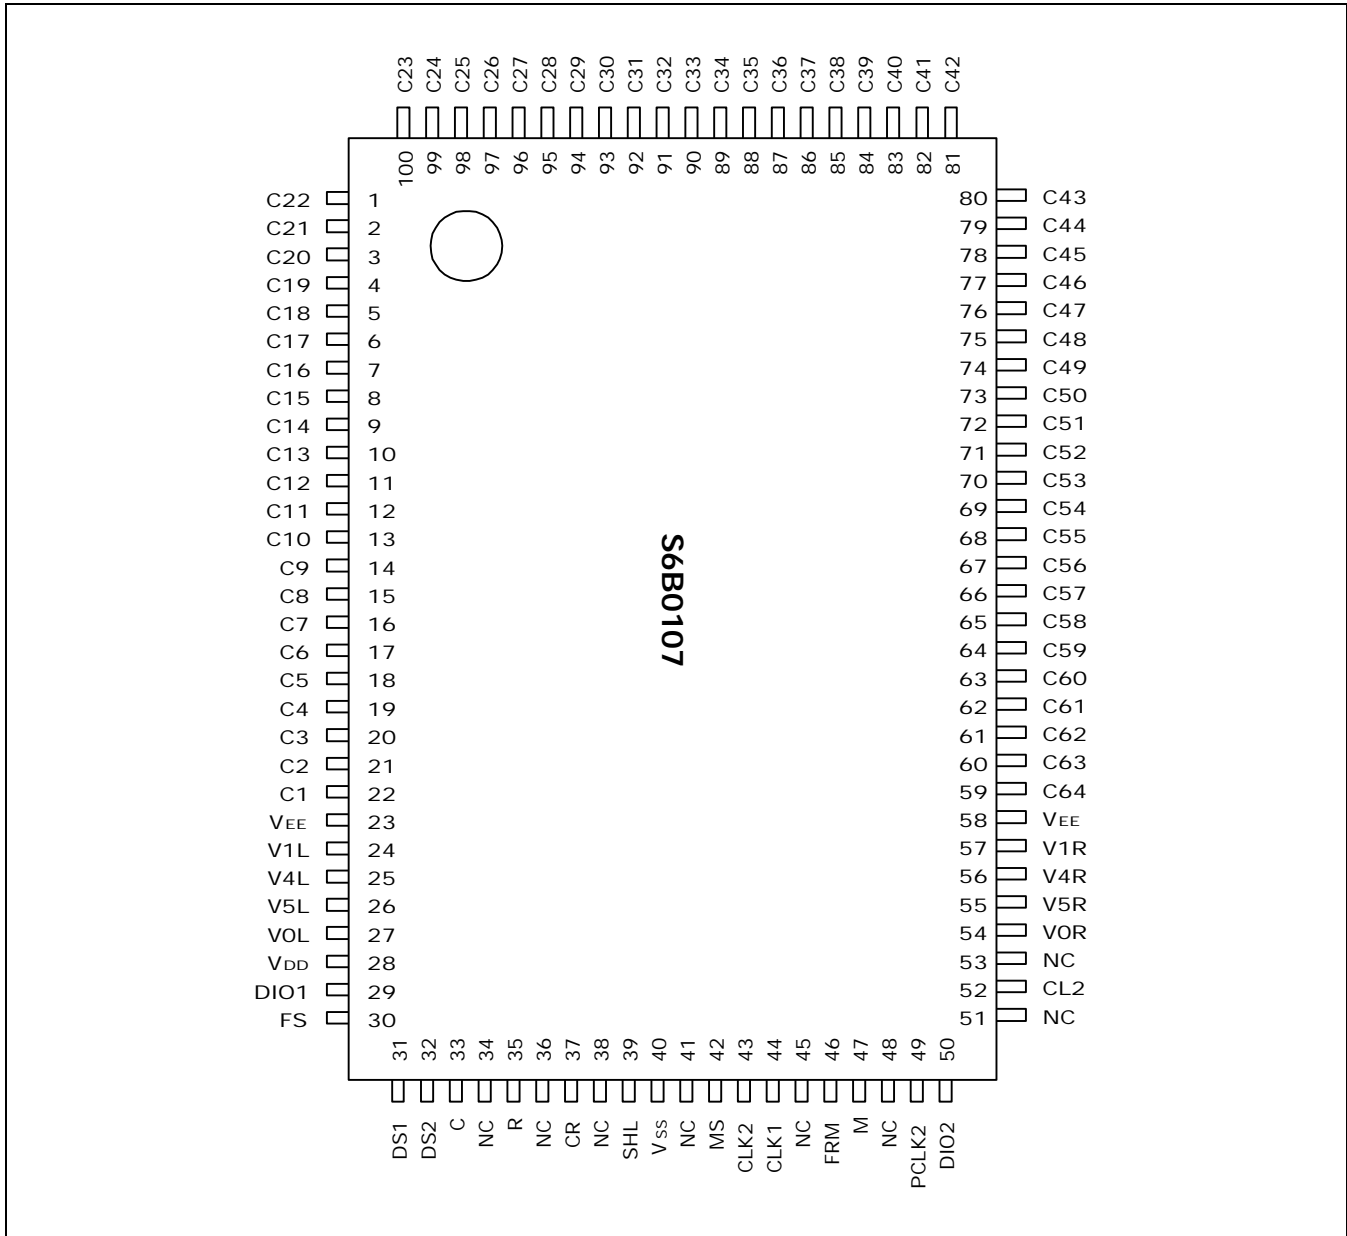 C23 C24 C25 C26 C27 C28 C29 C30 C31 C32 C33 C34 C35 C36 C37 C38 C39 C40 C41 C42
100 99 98 97 96 95 94 93 92 91 90 89 88 87 86 85 84 83 82 81
C22 1 80 C43
C21 2 79 C44
C20 3 78 C45
C19 4 77 C46
C18 5 76 C47
C17 6 75 C48
C16 7 74 C49
C15 8 73 C50
C14 9 72 C51
C13 10 71 C52
C12 11 70 C53
C11 12 69 C54
C10 13 68 C55
C9 14 67 C56
C8 15 66 C57
C7 16 65 C58
C6 17 64 C59
C5 18 63 C60
C4 19 62 C61
C3 20 61 C62
C2 21 60 C63
C1 22 59 C64
VEE 23 58 VEE
V1L 24 57 V1R
V4L 25 56 V4R
V5L 26 55 V5R
V0L 27 54 V0R
VDD 28 53 NC
DIO1 29 52 CL2
FS 30 51 NC
S6B0107
31 32 33 34 35 36 37 38 39 40 41 42 43 44 45 46 47 48 49 50
DS1 DS2 C NC R NC CR NC SHL VSS NC MS CLK2 CLK1 NC FRM M NC PCLK2 DIO2